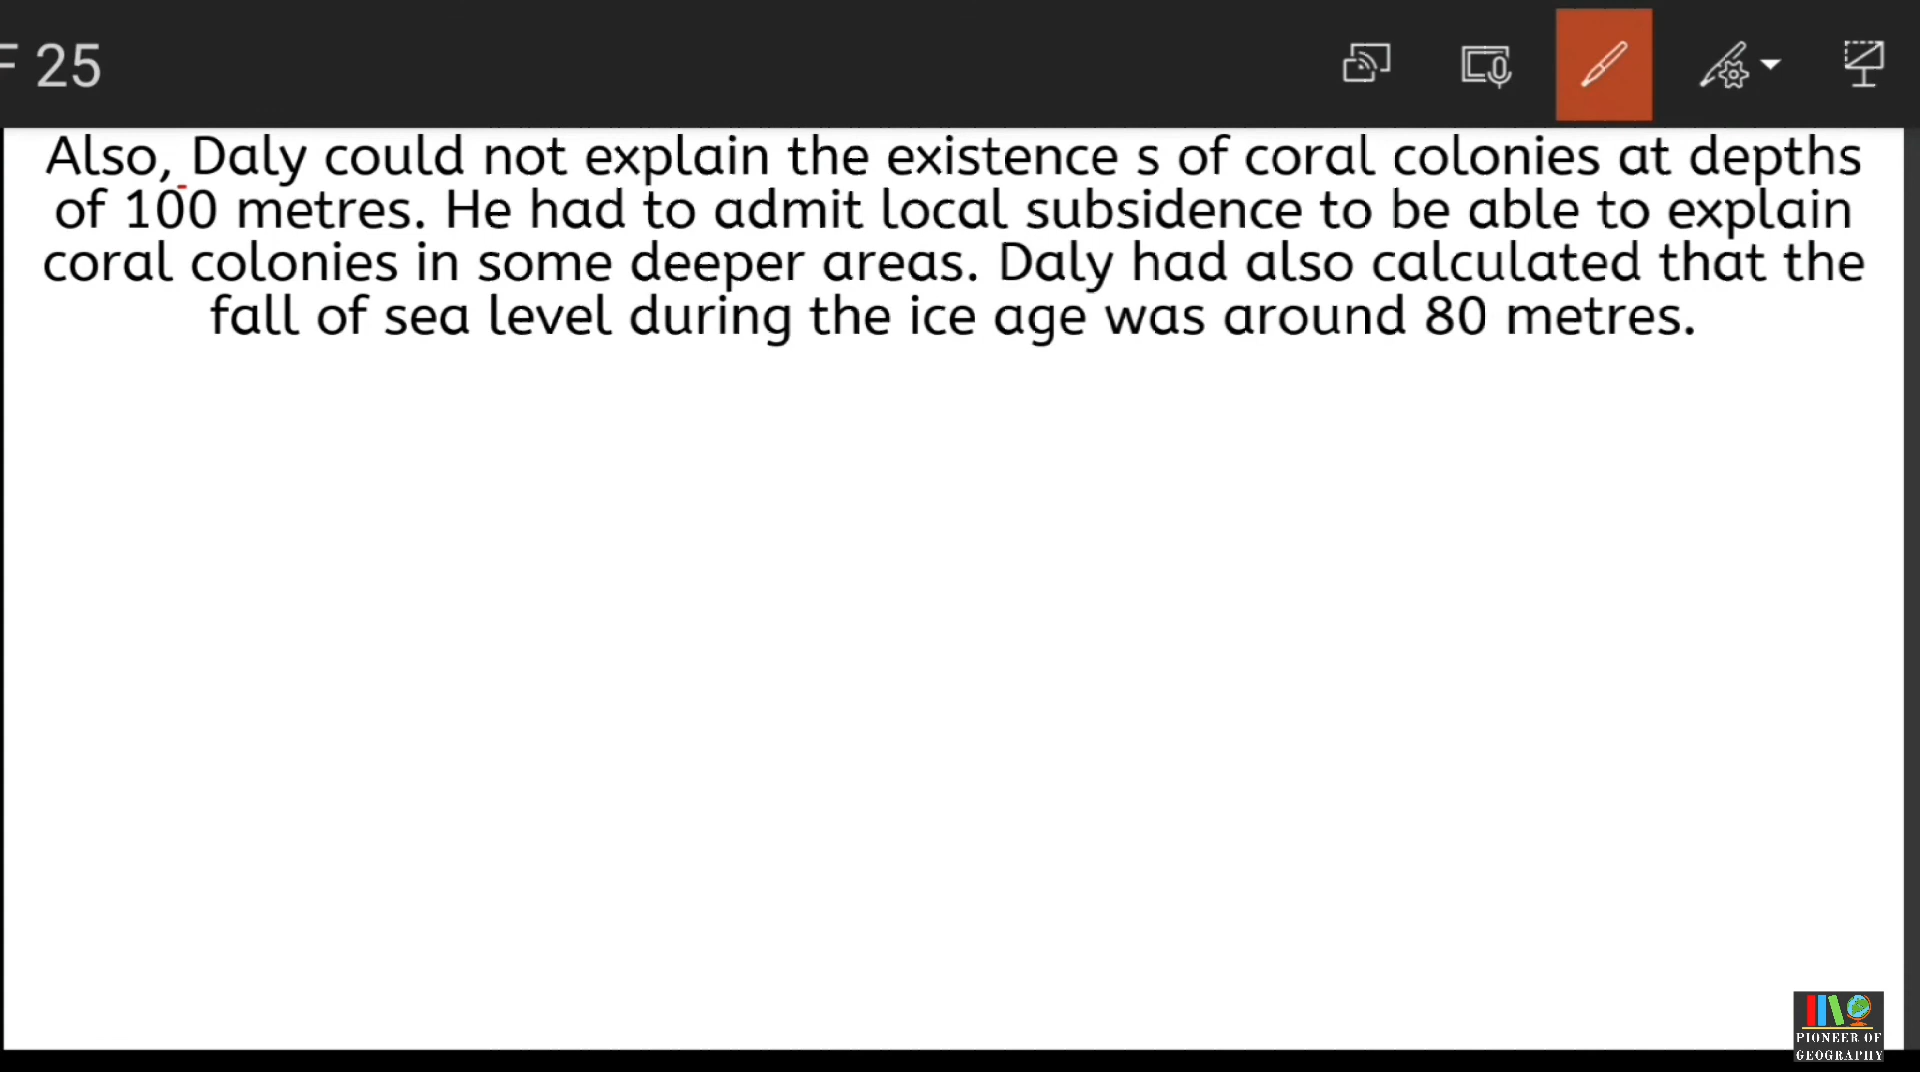 F 25
Also, Daly could not explain the existence s of coral colonies at depths
of 100 metres. He had to admit local subsidence to be able to explain
coral colonies in some deeper areas. Daly had also calculated that the
fall of sea level during the ice age was around 80 metres.
PIONEER OF
GEOGRAPHY